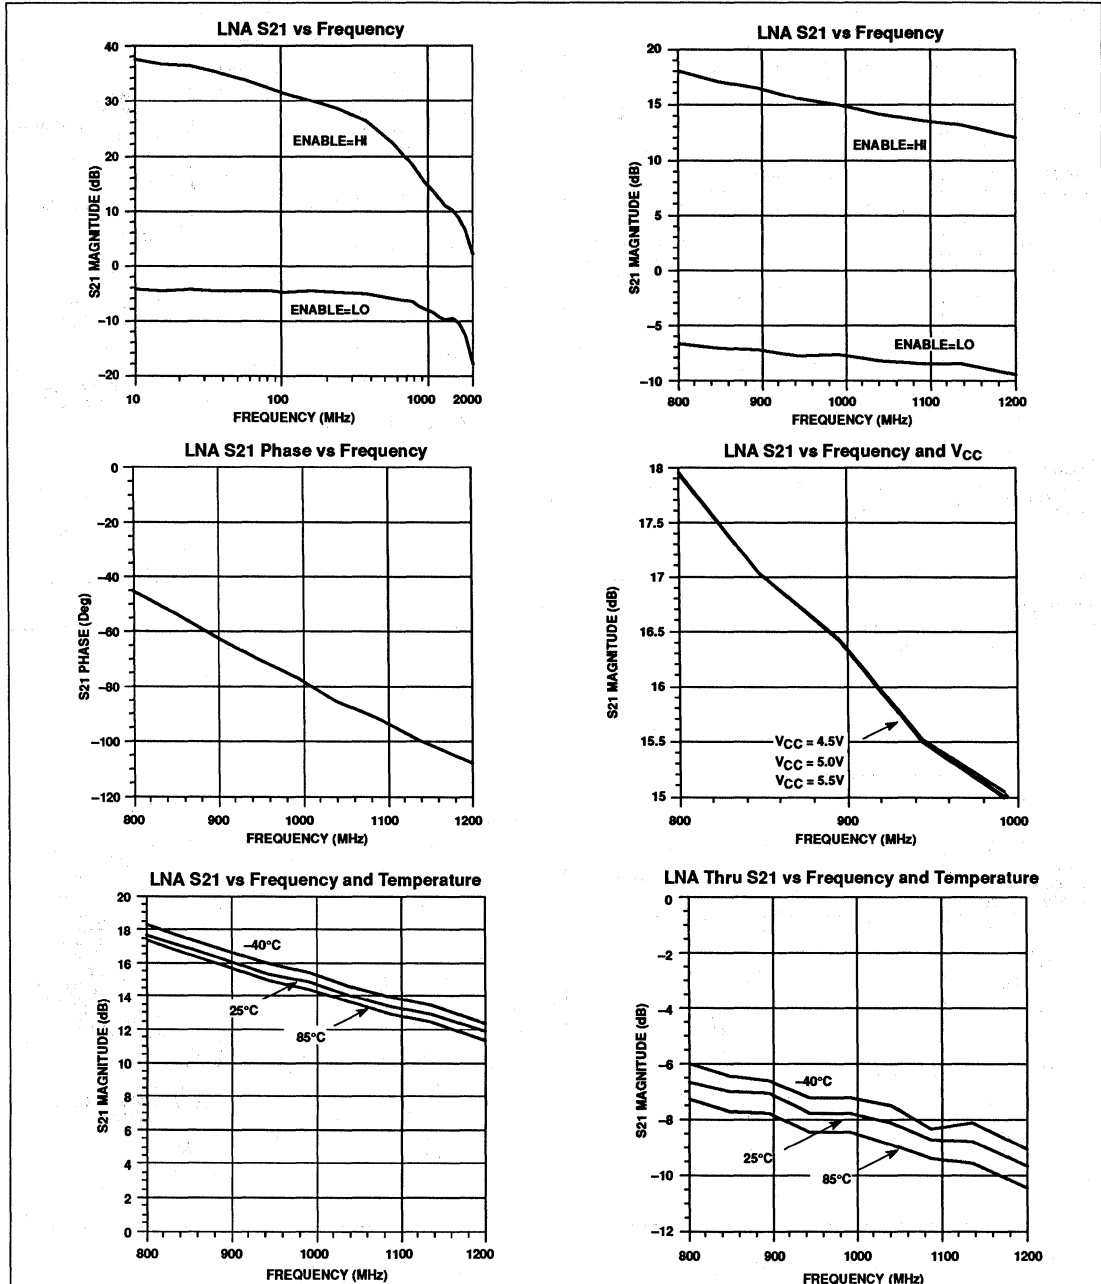 LNA S21 vs Frequency
40
30
20
10
0
−10
−20
S21 MAGNITUDE (dB)
ENABLE=HI
ENABLE=LO
10
100
1000
2000
FREQUENCY (MHz)
LNA S21 vs Frequency
20
15
10
5
0
−5
−10
S21 MAGNITUDE (dB)
ENABLE=HI
ENABLE=LO
800
900
1000
1100
1200
FREQUENCY (MHz)
LNA S21 Phase vs Frequency
0
−20
−40
−60
−80
−100
−120
S21 PHASE (Deg)
800
900
1000
1100
1200
FREQUENCY (MHz)
LNA S21 vs Frequency and VCC
18
17.5
17
16.5
16
15.5
15
S21 MAGNITUDE (dB)
VCC = 4.5V
VCC = 5.0V
VCC = 5.5V
800
900
1000
FREQUENCY (MHz)
LNA S21 vs Frequency and Temperature
20
18
16
14
12
10
8
6
4
2
0
S21 MAGNITUDE (dB)
−40°C
25°C
85°C
800
900
1000
1100
1200
FREQUENCY (MHz)
LNA Thru S21 vs Frequency and Temperature
0
−2
−4
−6
−8
−10
−12
S21 MAGNITUDE (dB)
−40°C
25°C
85°C
800
900
1000
1100
1200
FREQUENCY (MHz)